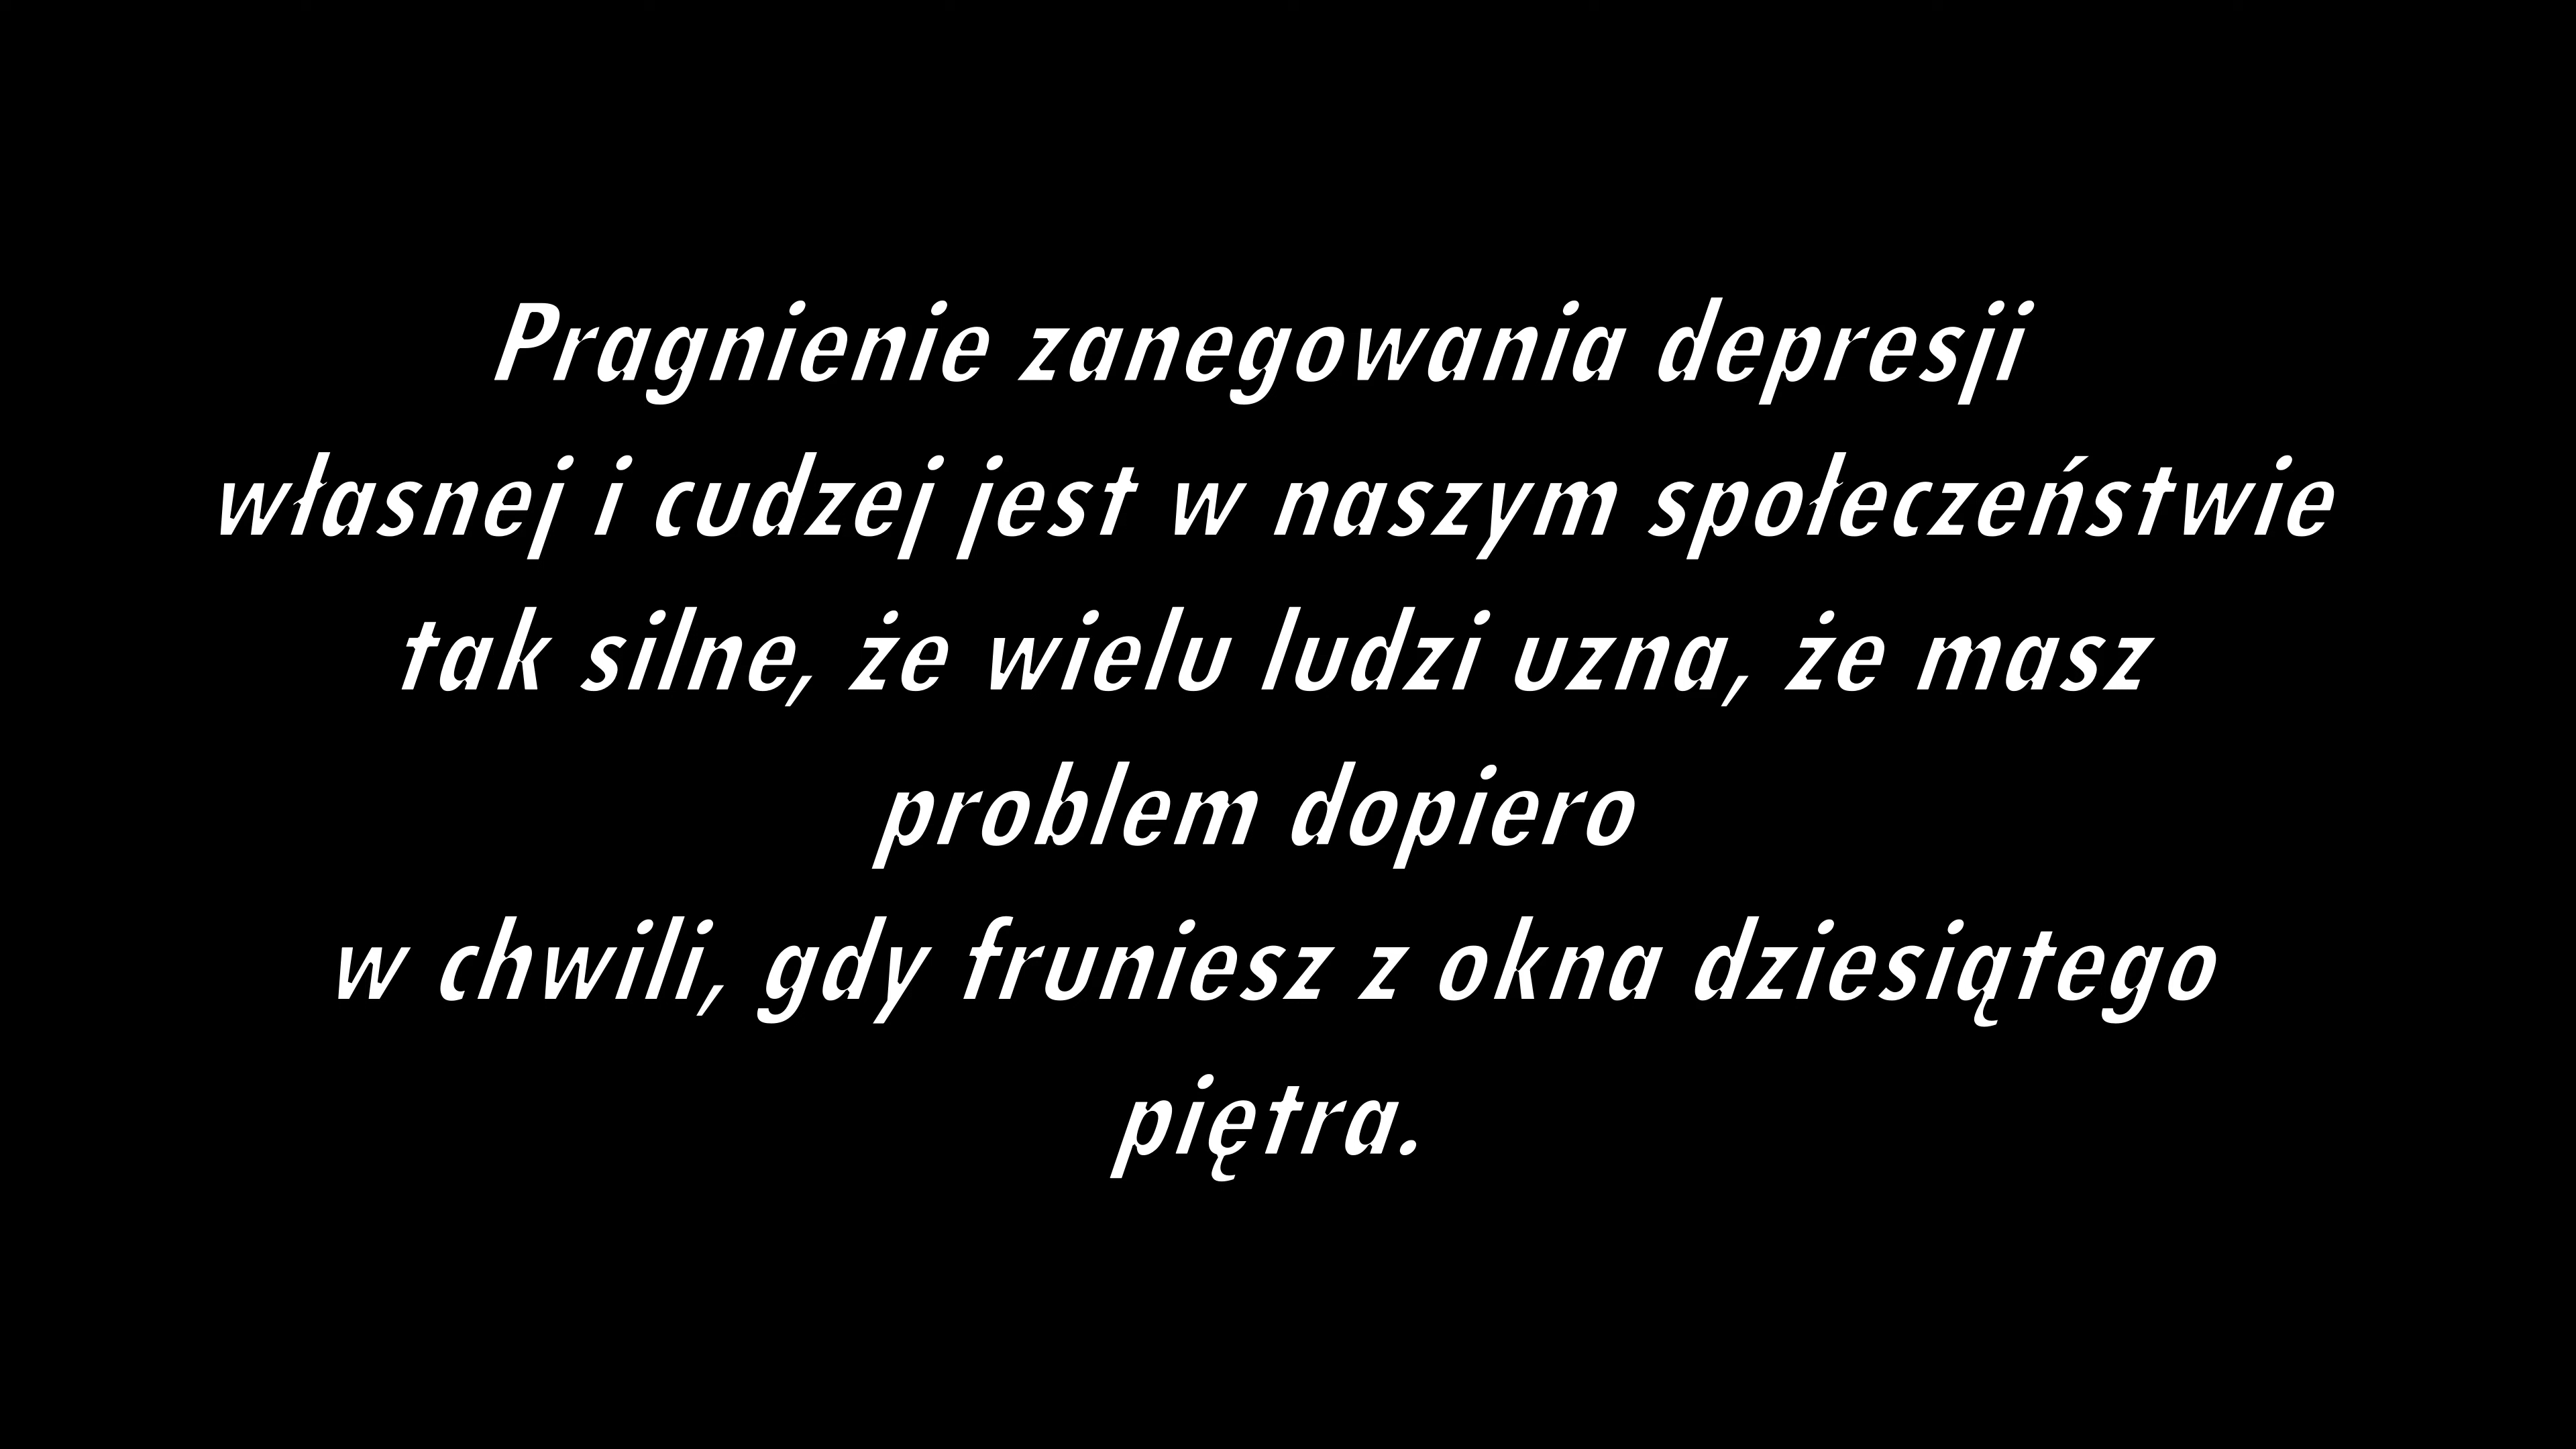 Pragnienie zanegowania depresji
własnej i cudzej jest w naszym społeczeństwie
tak silne, że wielu ludzi uzna, że masz
problem dopiero
w chwili, gdy fruniesz z okna dziesiątego
piętra.